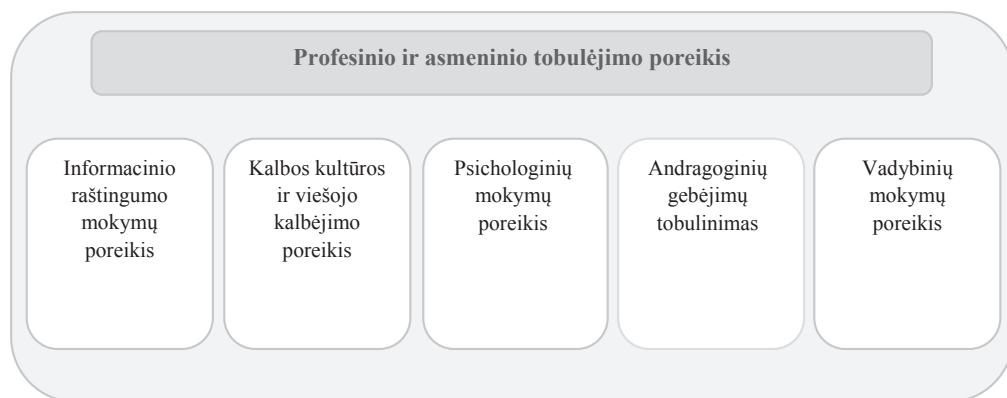 Profesinio ir asmeninio tobulėjimo poreikis
Informacinio
raštingumo
mokymų
poreikis
Kalbos kultūros
ir viešojo
kalbėjimo
poreikis
Psichologinių
mokymų
poreikis
Andragoginių
gebėjimų
tobulinimas
Vadybinių
mokymų
poreikis